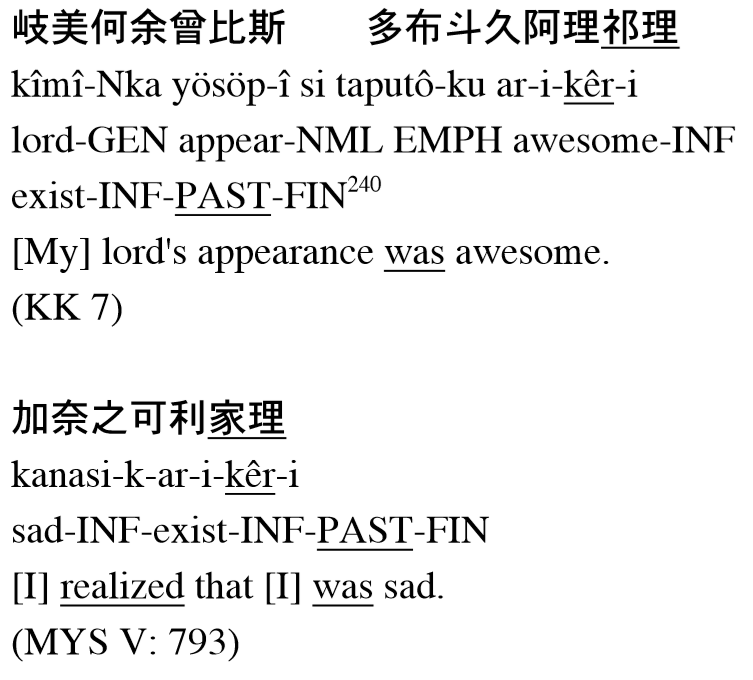 岐美何余曾比斯　　多布斗久阿理祁理
kîmî-Nka yösöp-î si taputô-ku ar-i-kêr-i
lord-GEN appear-NML EMPH awesome-INF
exist-INF-PAST-FIN240
[My] lord's appearance was awesome.
(KK 7)
加奈之可利家理
kanasi-k-ar-i-kêr-i
sad-INF-exist-INF-PAST-FIN
[I] realized that [I] was sad.
(MYS V: 793)